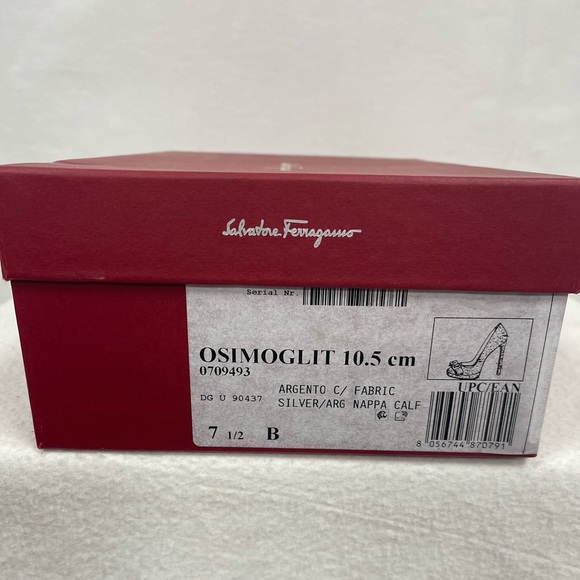 Salvatore Ferragamo
Serial Nr.
OSIMOGLIT 10.5 cm
0709493
UPC/EAN
ARGENTO C/ FABRIC
DG U 90437 SILVER/ARG NAPPA CALF
7 1/2 B
8 056744 870791